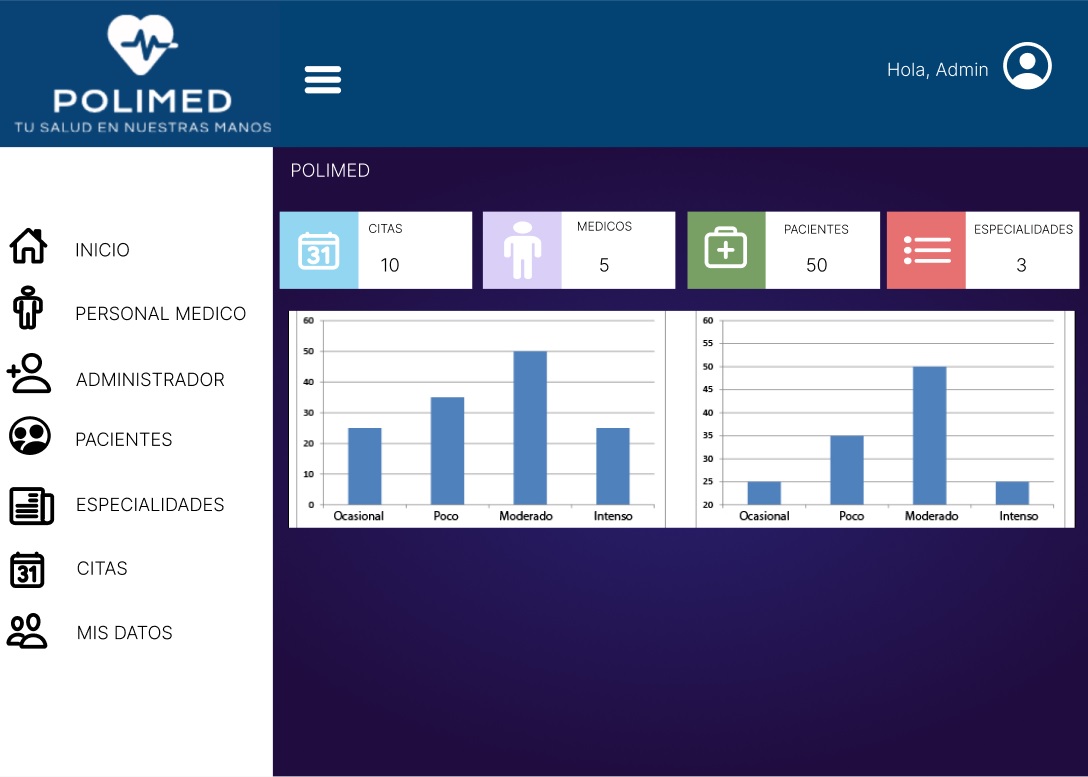 POLIMED
TU SALUD EN NUESTRAS MANOS
Hola, Admin
POLIMED
INICIO
PERSONAL MEDICO
ADMINISTRADOR
PACIENTES
ESPECIALIDADES
31
CITAS
MIS DATOS
31
CITAS
10
MEDICOS
5
PACIENTES
50
ESPECIALIDADES
3
60
50
40
30
20
10
0
Ocasional Poco Moderado Intenso
60
55
50
45
40
35
30
25
20
Ocasional Poco Moderado Intenso